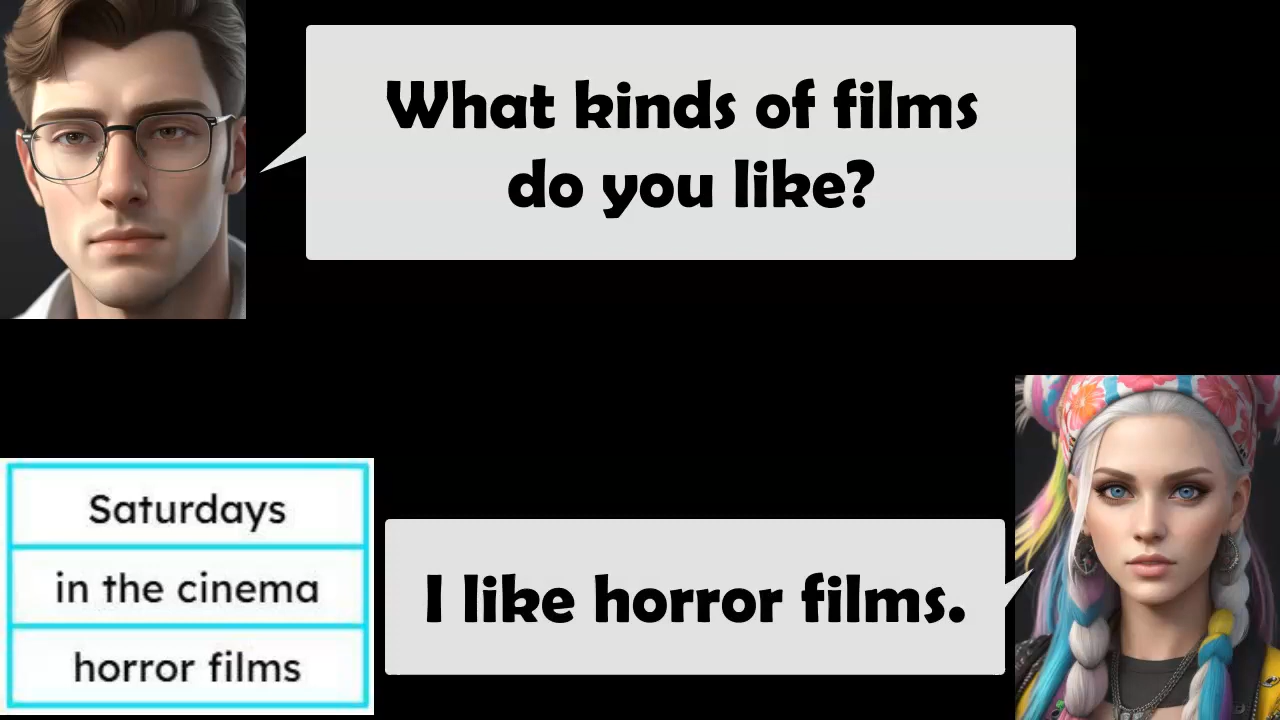 What kinds of films
do you like?
Saturdays
in the cinema
horror films
I like horror films.